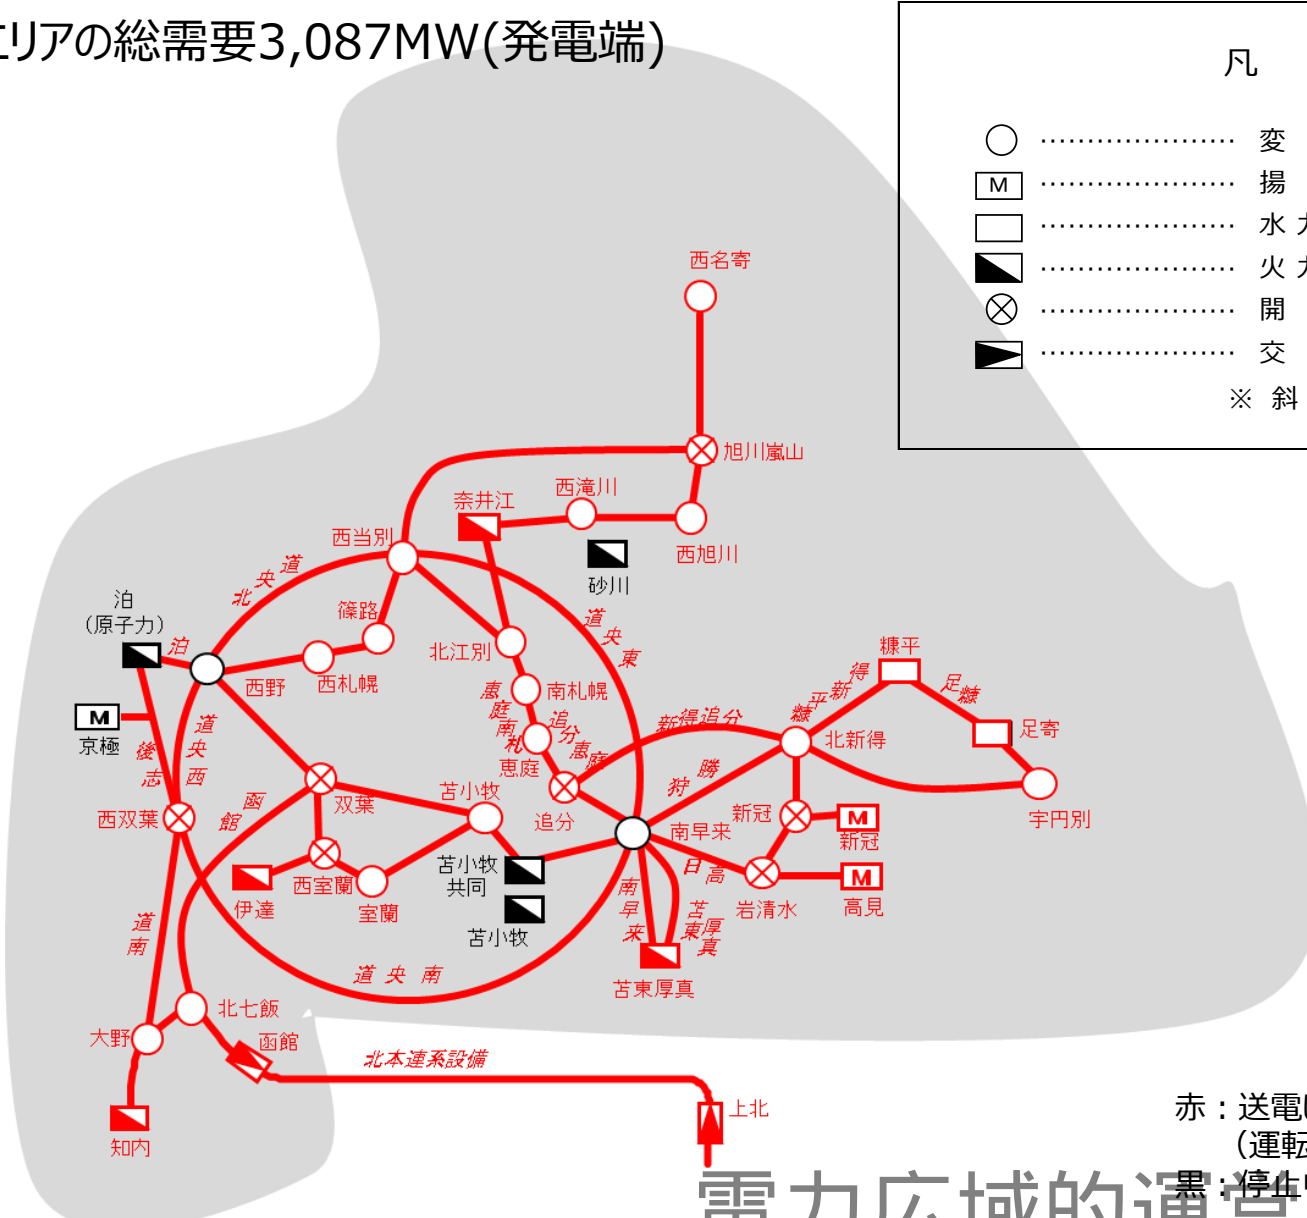 エリアの総需要3,087MW(発電端)
凡
変
M
揚
水 力
火 力
開
交
※ 斜
西名寄
旭川嵐山
西滝川
奈井江
西旭川
西当別
砂川
道央北
泊
(原子力)
泊
篠路
道央東
北江別
西野
西札幌
南札幌
恵庭南札
追分恵庭
恵庭
追分
新得追分
糠平新得
糠平
足糠
足寄
北新得
宇円別
M
京極
後志
道央西
西双葉
函館
双葉
苫小牧
狩勝
新冠
M
新冠
南早来
日高
岩清水
M
高見
苫小牧
共同
苫小牧
西室蘭
伊達
室蘭
南早来
苫東厚真
苫東厚真
道南
道央南
北七飯
大野
函館
北本連系設備
上北
知内
赤:送電
(運転
黒:停止
電力広域的運営